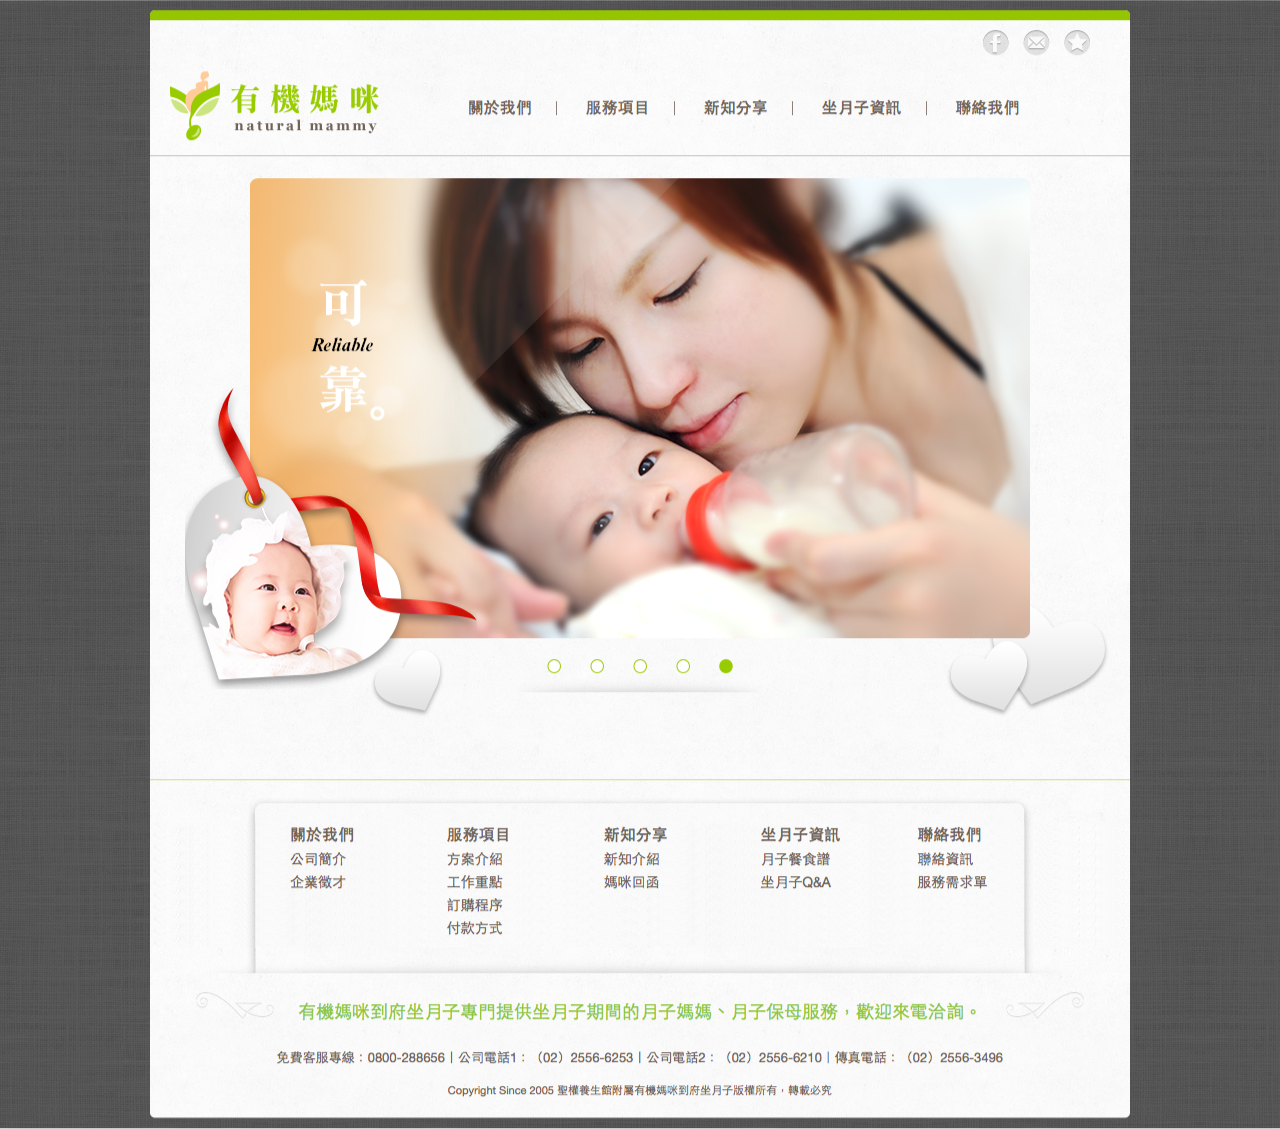 有機媽咪
natural mammy
關於我們 | 服務項目 | 新知分享 | 坐月子資訊 | 聯絡我們
可
Reliable
靠。
關於我們 服務項目 新知分享 坐月子資訊 聯絡我們
公司簡介 方案介紹 新知介紹 月子餐食譜 聯絡資訊
企業徵才 工作重點 媽咪回函 坐月子Q&A 服務需求單
訂購程序
付款方式
有機媽咪到府坐月子專門提供坐月子期間的月子媽媽、月子保母服務，歡迎來電洽詢。
免費客服專線：0800-288656 | 公司電話1：（02）2556-6253 | 公司電話2：（02）2556-6210 | 傳真電話：（02）2556-3496
Copyright Since 2005 聖權養生館附屬有機媽咪到府坐月子版權所有，轉載必究